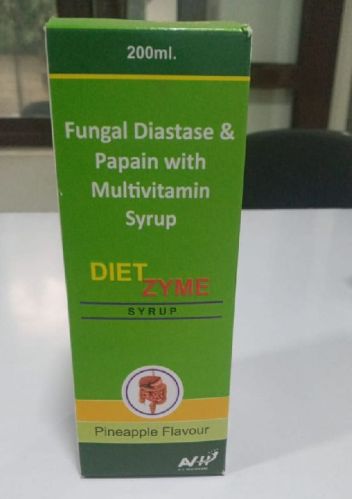 200ml.
Fungal Diastase &
Papain with
Multivitamin
Syrup
DIET
ZYME
SYRUP
Pineapple Flavour